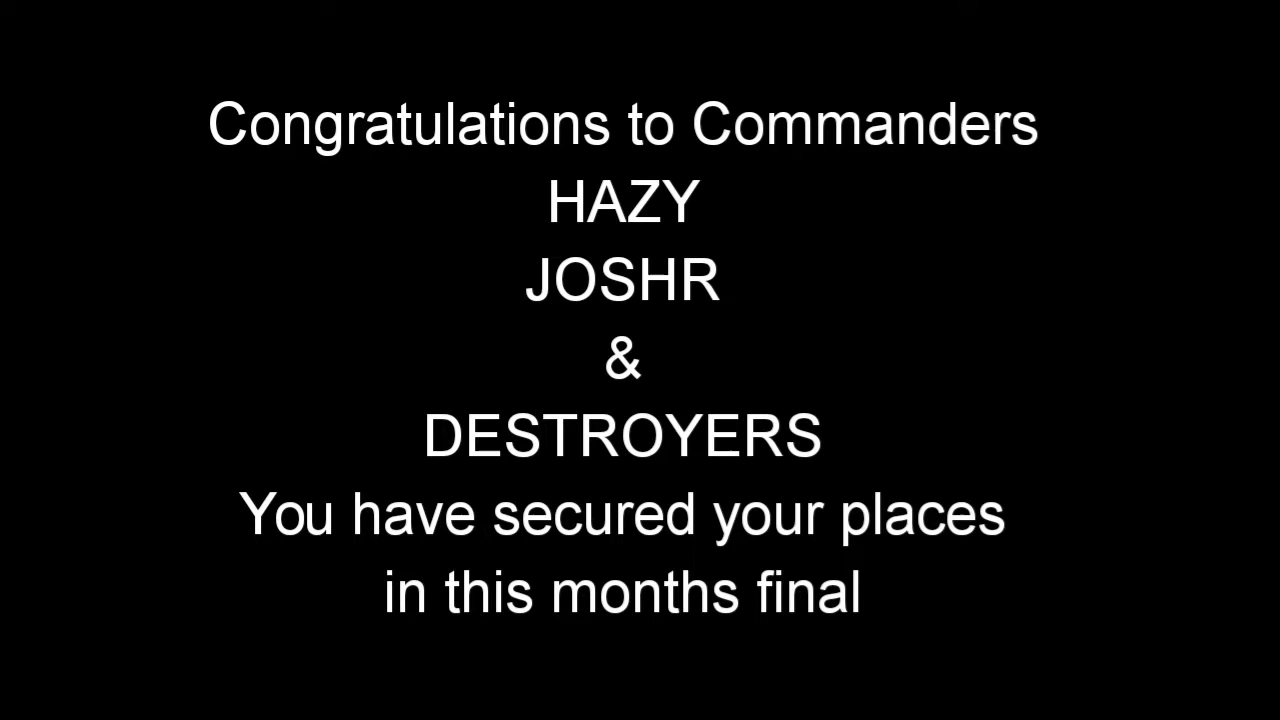 Congratulations to Commanders
HAZY
JOSHR
&
DESTROYERS
You have secured your places
in this months final